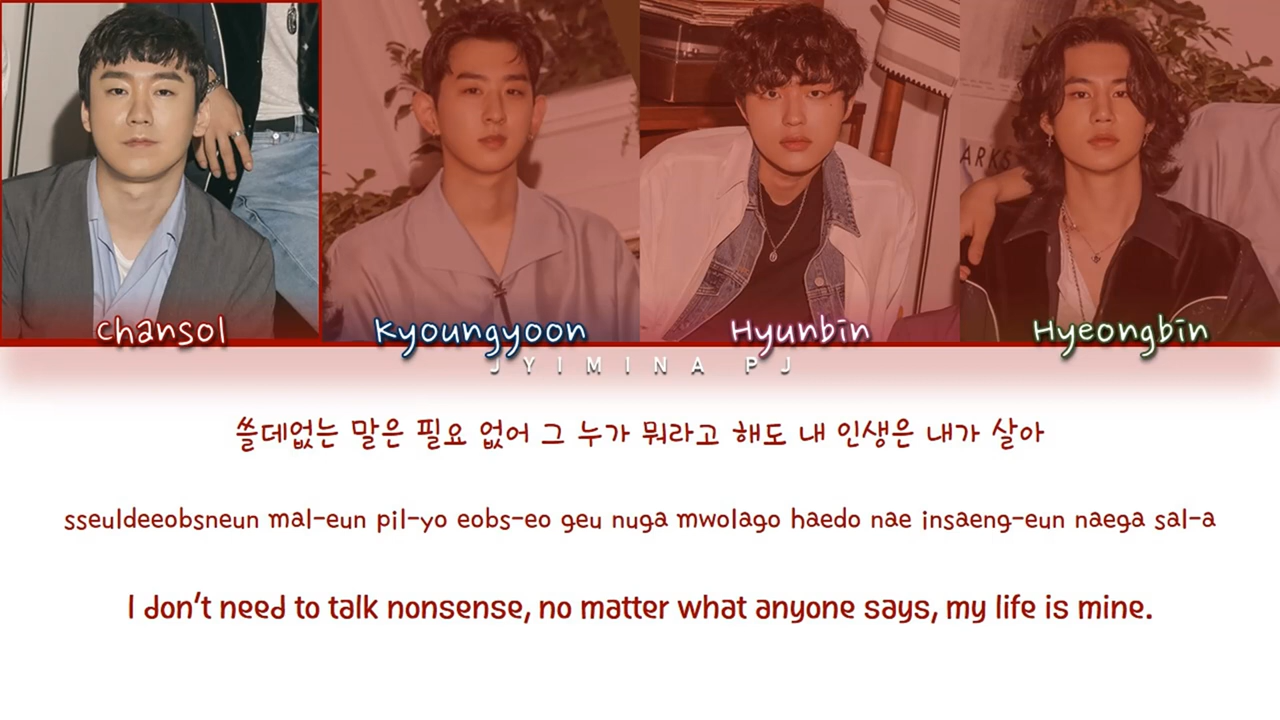 ARKS
chansol
Kyoungyoon
Hyunbin
Hyeongbin
JYIMINA PJ
쓸데없는 말은 필요 없어 그 누가 뭐라고 해도 내 인생은 내가 살아
sseuldeeobsneun mal-eun pil-yo eobs-eo geu nuga mwolago haedo nae insaeng-eun naega sal-a
I don't need to talk nonsense, no matter what anyone says, my life is mine.